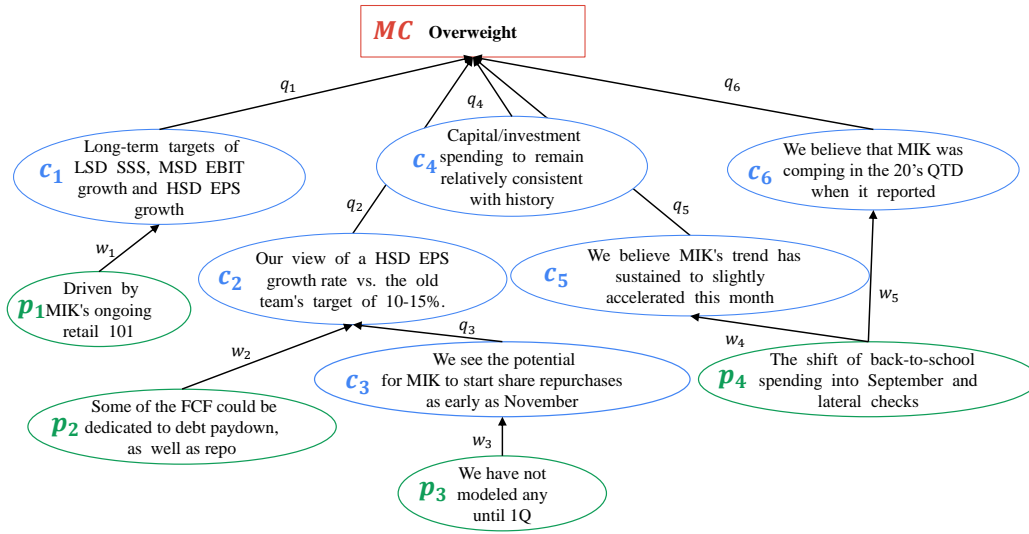 MC Overweight
q1
q4
q6
c1
Long-term targets of
LSD SSS, MSD EBIT
growth and HSD EPS
growth
c4
Capital/investment
spending to remain
relatively consistent
with history
c6
We believe that MIK was
comping in the 20's QTD
when it reported
q2
q5
w1
c2
Our view of a HSD EPS
growth rate vs. the old
team's target of 10-15%.
c5
We believe MIK's trend has
sustained to slightly
accelerated this month
w5
p1
Driven by
MIK's ongoing
retail 101
w2
q3
w4
c3
We see the potential
for MIK to start share repurchases
as early as November
p4
The shift of back-to-school
spending into September and
lateral checks
p2
Some of the FCF could be
dedicated to debt paydown,
as well as repo
w3
p3
We have not
modeled any
until 1Q